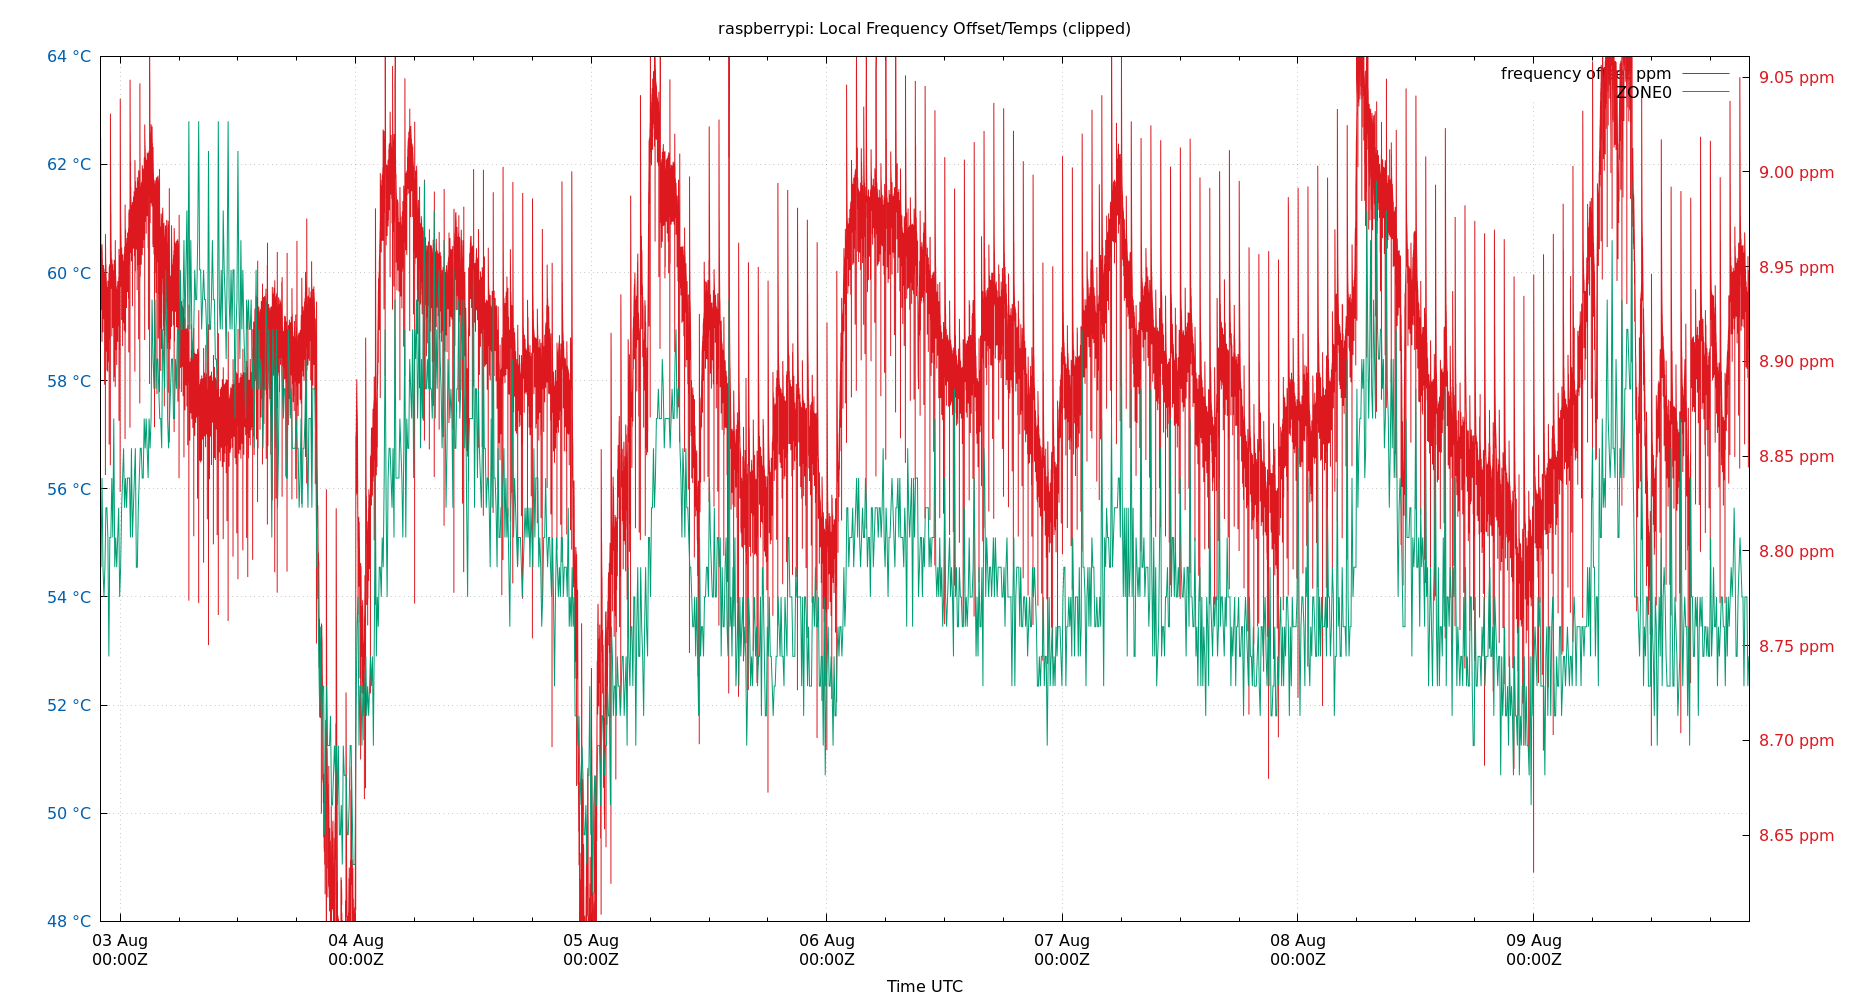 raspberrypi: Local Frequency Offset/Temps (clipped)
64 °C
62 °C
60 °C
58 °C
56 °C
54 °C
52 °C
50 °C
48 °C
frequency offset ppm
ZONE0
9.05 ppm
9.00 ppm
8.95 ppm
8.90 ppm
8.85 ppm
8.80 ppm
8.75 ppm
8.70 ppm
8.65 ppm
03 Aug 04 Aug 05 Aug 06 Aug 07 Aug 08 Aug 09 Aug
00:00Z 00:00Z 00:00Z 00:00Z 00:00Z 00:00Z 00:00Z
Time UTC